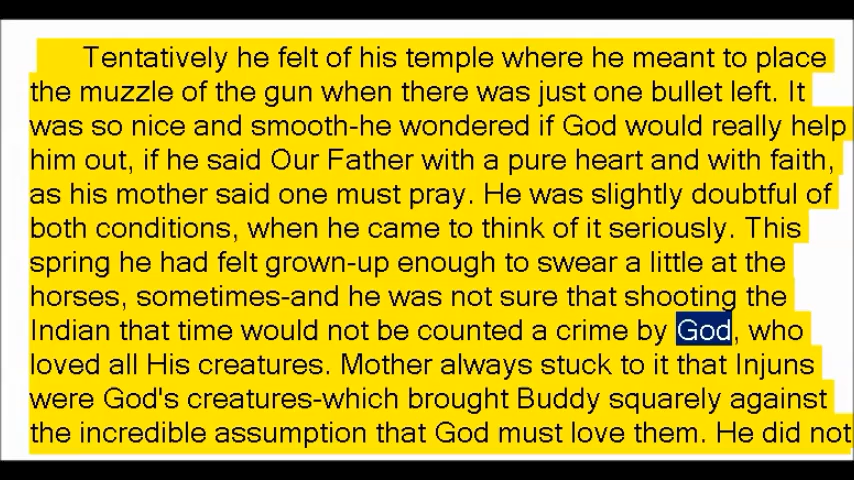 Tentatively he felt of his temple where he meant to place
the muzzle of the gun when there was just one bullet left. It
was so nice and smooth-he wondered if God would really help
him out, if he said Our Father with a pure heart and with faith,
as his mother said one must pray. He was slightly doubtful of
both conditions, when he came to think of it seriously. This
spring he had felt grown-up enough to swear a little at the
horses, sometimes-and he was not sure that shooting the
Indian that time would not be counted a crime by God, who
loved all His creatures. Mother always stuck to it that Injuns
were God's creatures-which brought Buddy squarely against
the incredible assumption that God must love them. He did not